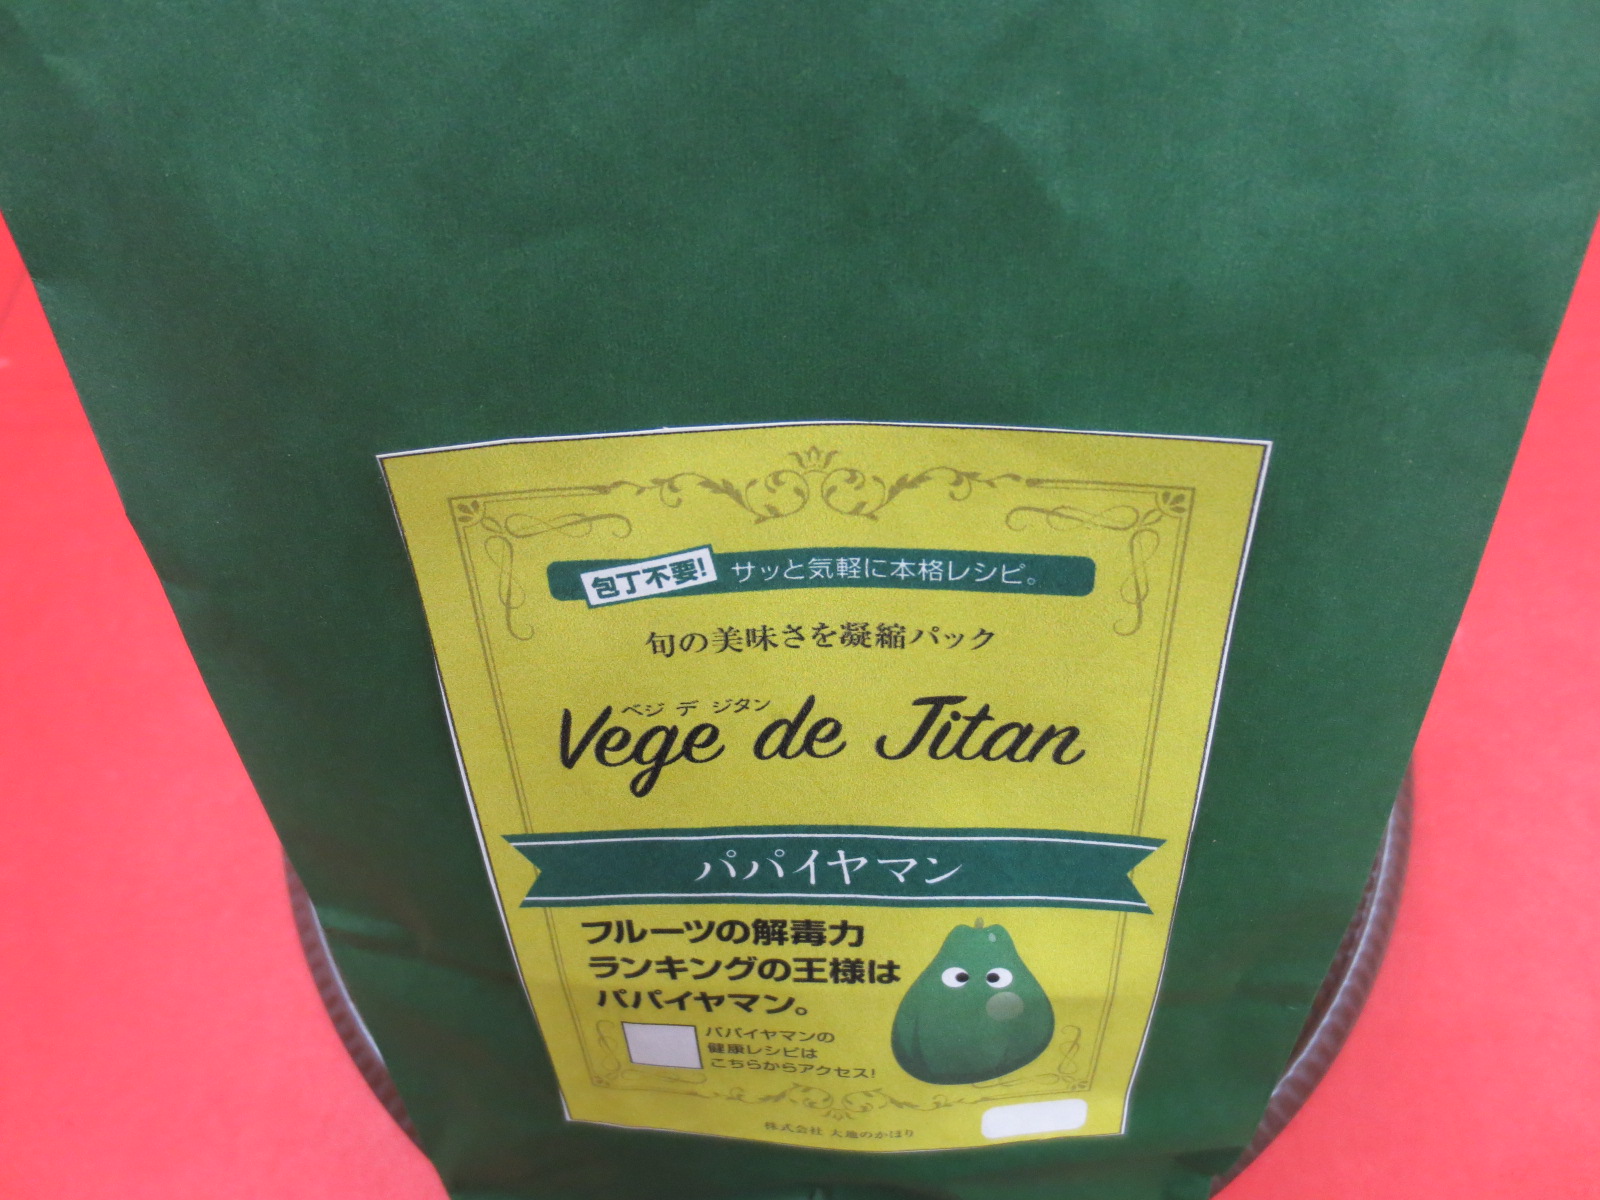 包丁不要! サッと気軽に本格レシピ。
旬の美味さを凝縮パック
ベジ デ ジタン
Vege de Jitan
パパイヤマン
フルーツの解毒力
ランキングの王様は
パパイヤマン。
パパイヤマンの
健康レシピは
こちらからアクセス!
株式会社 大地のかほり